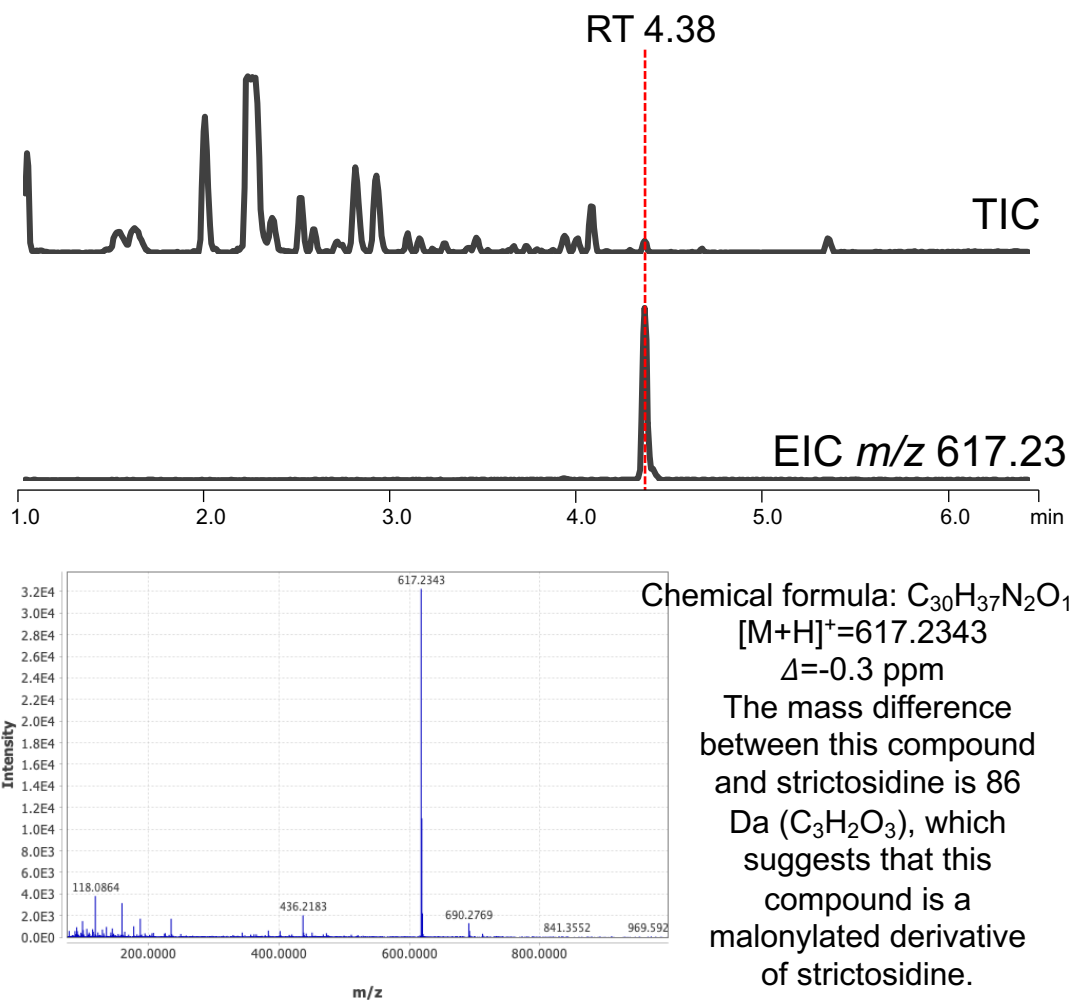 RT 4.38
TIC
EIC m/z 617.23
1.0 2.0 3.0 4.0 5.0 6.0 min
617.2343
3.2E4
3.0E4
2.8E4
2.6E4
2.4E4
2.2E4
2.0E4
1.8E4
1.6E4
1.4E4
1.2E4
1.0E4
8.0E3
6.0E3
4.0E3
2.0E3
0.0E0
Intensity
118.0864
436.2183
690.2769
841.3552
969.592
200.0000 400.0000 600.0000 800.0000
m/z
Chemical formula: C₃₀H₃₇N₂O₁
[M+H]⁺=617.2343
Δ=-0.3 ppm
The mass difference
between this compound
and strictosidine is 86
Da (C₃H₂O₃), which
suggests that this
compound is a
malonylated derivative
of strictosidine.